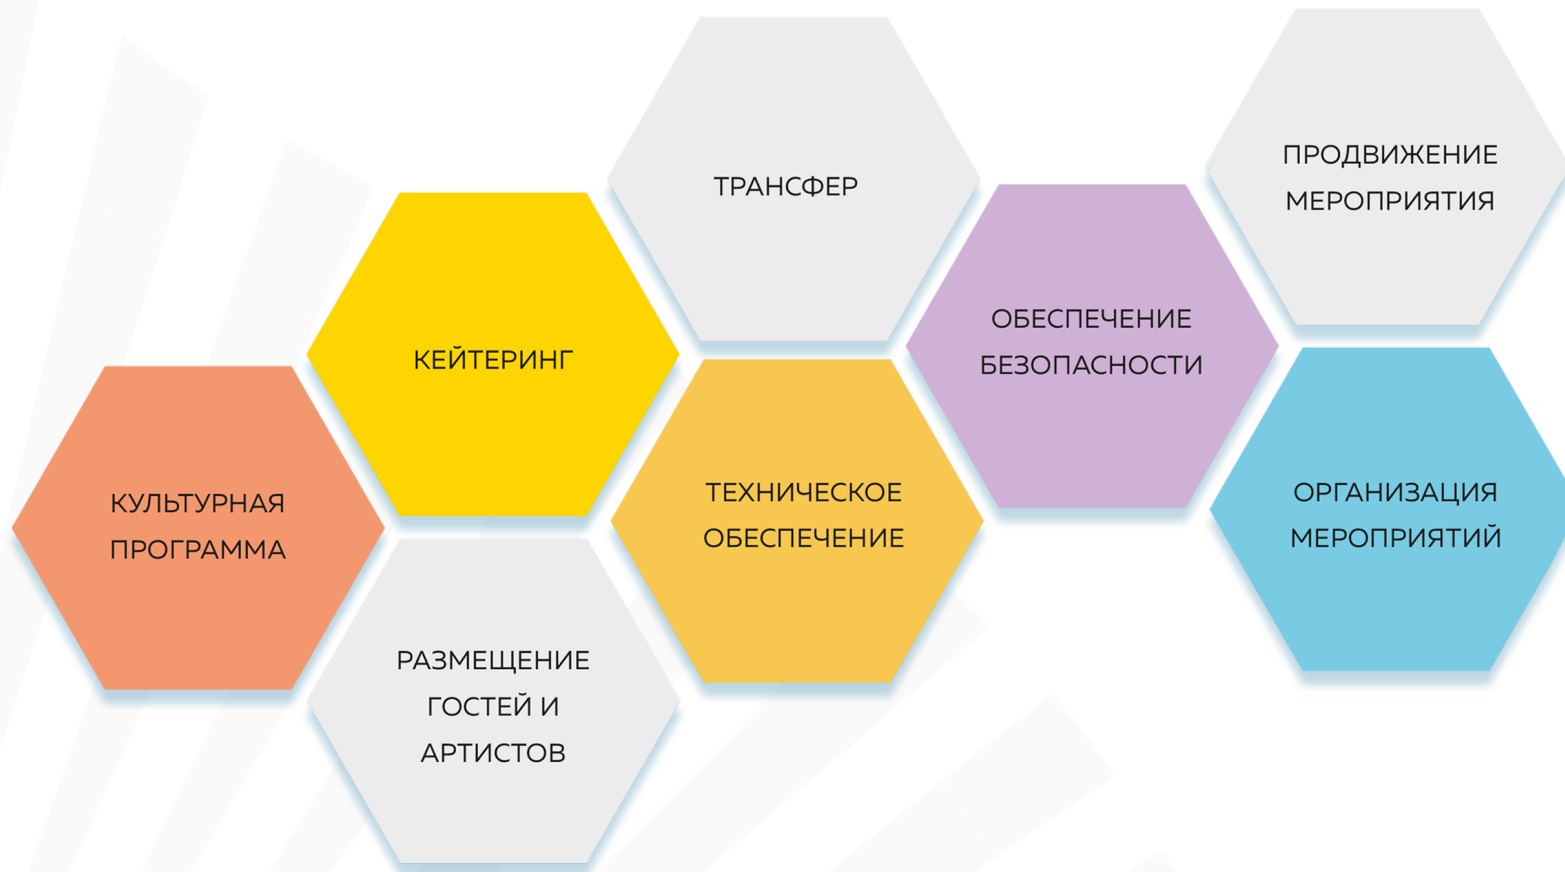 ТРАНСФЕР
ПРОДВИЖЕНИЕ
МЕРОПРИЯТИЯ
КЕЙТЕРИНГ
ОБЕСПЕЧЕНИЕ
БЕЗОПАСНОСТИ
КУЛЬТУРНАЯ
ПРОГРАММА
ТЕХНИЧЕСКОЕ
ОБЕСПЕЧЕНИЕ
ОРГАНИЗАЦИЯ
МЕРОПРИЯТИЙ
РАЗМЕЩЕНИЕ
ГОСТЕЙ И
АРТИСТОВ